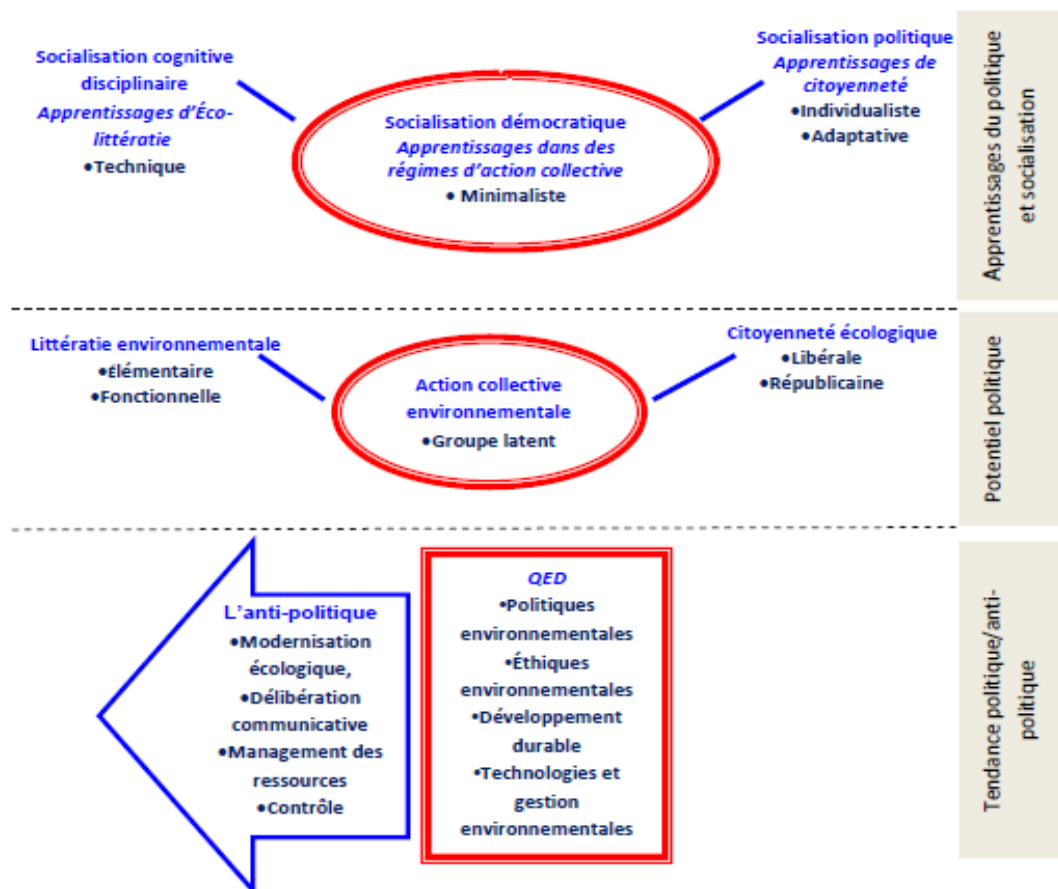 Socialisation cognitive
disciplinaire
Apprentissages d'Éco-
littératie
•Technique
Socialisation démocratique
Apprentissages dans des
régimes d'action collective
• Minimaliste
Socialisation politique
Apprentissages de
citoyenneté
•Individualiste
•Adaptative
Apprentissages du politique
et socialisation
Littératie environnementale
•Élémentaire
•Fonctionnelle
Action collective
environnementale
•Groupe latent
Citoyenneté écologique
•Libérale
•Républicaine
Potentiel politique
L'anti-politique
•Modernisation
écologique,
•Délibération
communicative
•Management des
ressources
•Contrôle
QED
•Politiques
environnementales
•Éthiques
environnementales
•Développement
durable
•Technologies et
gestion
environnementales
Tendance politique/anti-
politique